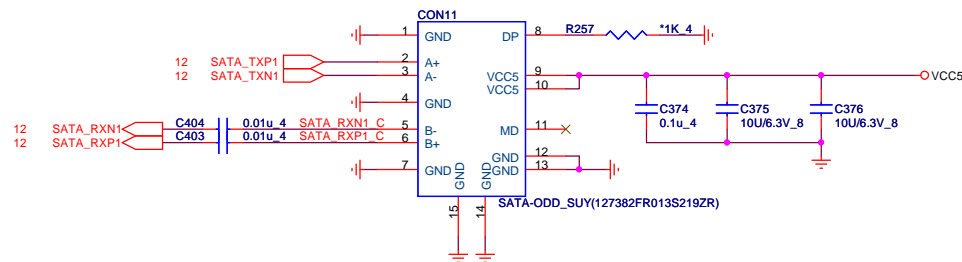 CON11
1 GND DP 8 R257 *1K_4
12 SATA_TXP1 2 A+
12 SATA_TXN1 3 A-
VCC5 9 VCC5
VCC5 10
4 GND
C374 0.1u_4
C375 10U/6.3V_8
C376 10U/6.3V_8
12 SATA_RXN1 C404 0.01u_4 SATA_RXN1_C 5 B-
12 SATA_RXP1 C403 0.01u_4 SATA_RXP1_C 6 B+
MD 11
GND 12
7 GND GND 13
GND GND
15 14
SATA-ODD_SUY(127382FR013S219ZR)